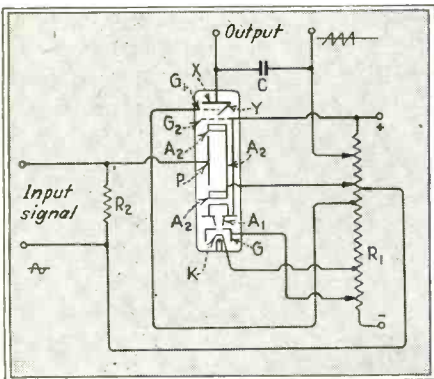 Output
X
C
G₁
Y
G₂
+
A₂
A₂
P
Input
signal
R₂
A₂
A₁
R₁
G
K
-